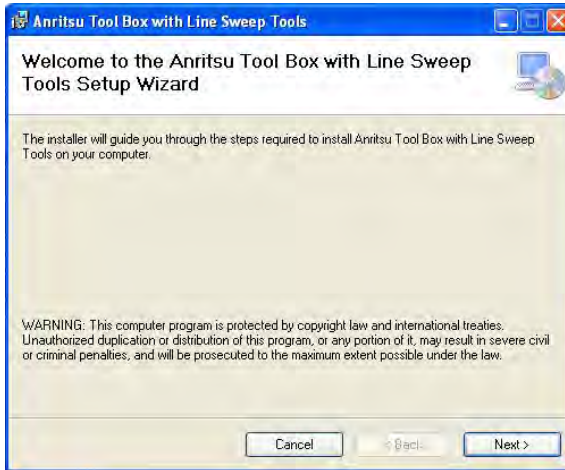 Anritsu Tool Box with Line Sweep Tools
Welcome to the Anritsu Tool Box with Line Sweep
Tools Setup Wizard
The installer will guide you through the steps required to install Anritsu Tool Box with Line Sweep
Tools on your computer.
WARNING: This computer program is protected by copyright law and international treaties.
Unauthorized duplication or distribution of this program, or any portion of it, may result in severe civil
or criminal penalties, and will be prosecuted to the maximum extent possible under the law.
Cancel < Back Next >